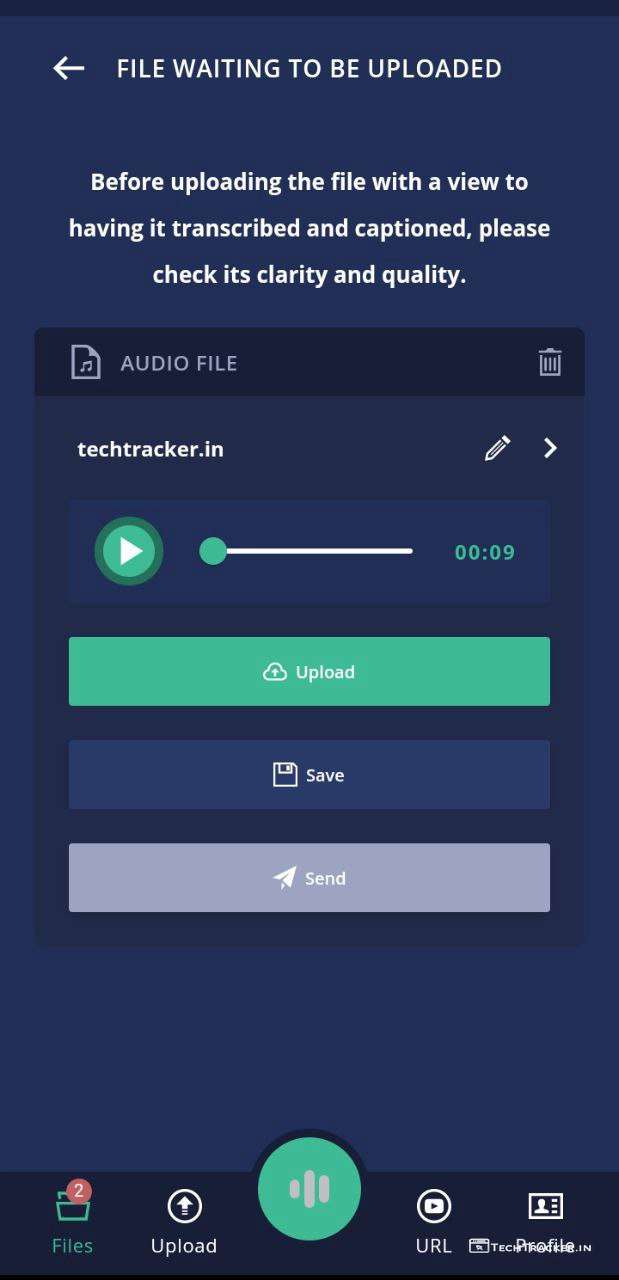 FILE WAITING TO BE UPLOADED
Before uploading the file with a view to
having it transcribed and captioned, please
check its clarity and quality.
AUDIO FILE
techtracker.in
00:09
Upload
Save
Send
2
Files
Upload
URL
Profile
TECHTRACKER.IN